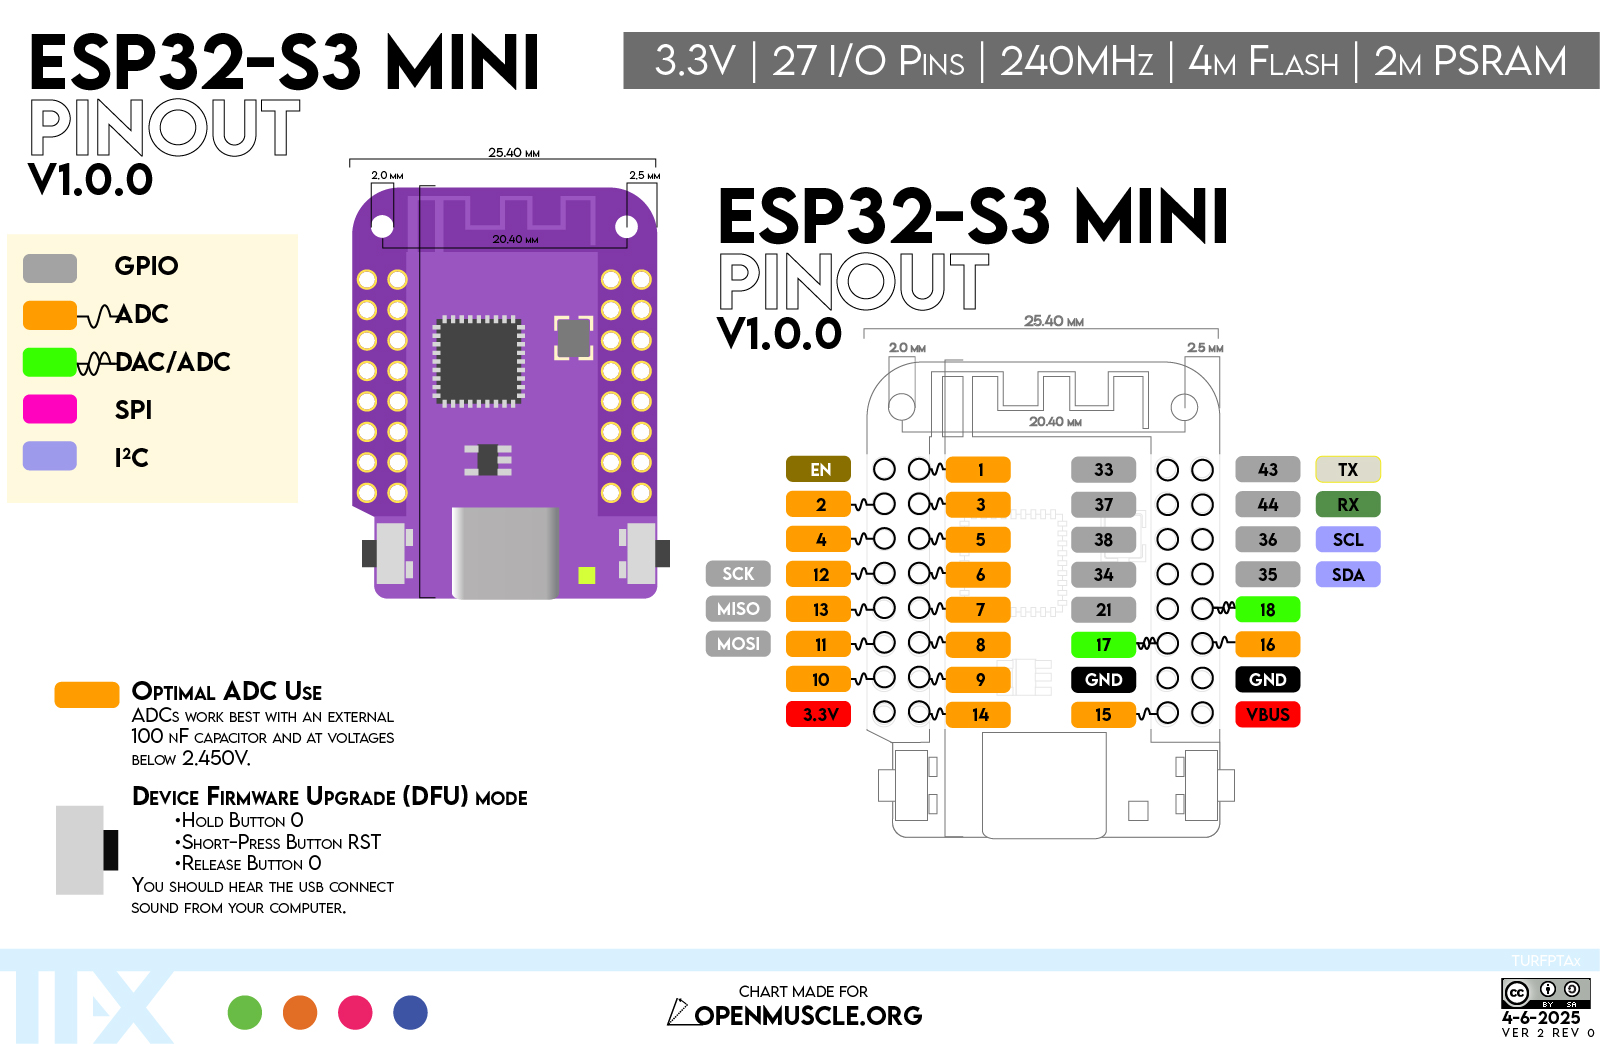 ESP32-S3 MINI
PINOUT
V1.0.0
3.3V | 27 I/O PINS | 240MHZ | 4M FLASH | 2M PSRAM
GPIO
ADC
DAC/ADC
SPI
I²C
25.40 MM
2.0 MM
2.5 MM
20.40 MM
ESP32-S3 MINI
PINOUT
V1.0.0
25.40 MM
2.0 MM
2.5 MM
20.40 MM
EN 1 33 43 TX
2 3 37 44 RX
4 5 38 36 SCL
SCK 12 6 34 35 SDA
MISO 13 7 21 18
MOSI 11 8 17 16
10 9 GND GND
3.3V 14 15 VBUS
OPTIMAL ADC USE
ADCS WORK BEST WITH AN EXTERNAL
100 NF CAPACITOR AND AT VOLTAGES
BELOW 2.450V.
DEVICE FIRMWARE UPGRADE (DFU) MODE
•HOLD BUTTON 0
•SHORT-PRESS BUTTON RST
•RELEASE BUTTON 0
YOU SHOULD HEAR THE USB CONNECT
SOUND FROM YOUR COMPUTER.
TURFPTAx
CHART MADE FOR
OPENMUSCLE.ORG
CC BY SA
4-6-2025
VER 2 REV 0